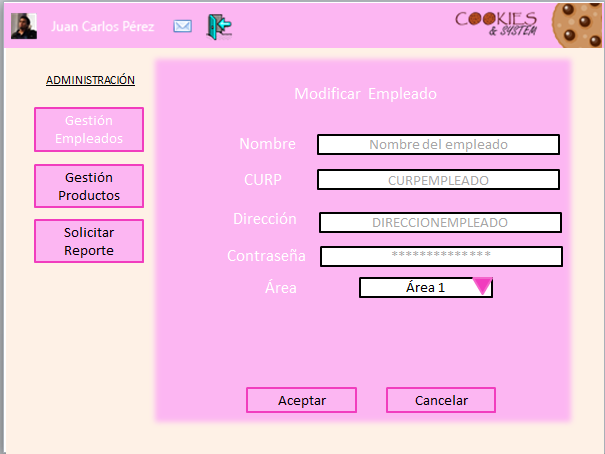 Juan Carlos Pérez
COOKIES
& SYSTEM
ADMINISTRACIÓN
Gestión
Empleados
Gestión
Productos
Solicitar
Reporte
Modificar Empleado
Nombre
Nombre del empleado
CURP
CURPEMPLEADO
Dirección
DIRECCIONEMPLEADO
Contraseña
**************
Área
Área 1
Aceptar
Cancelar